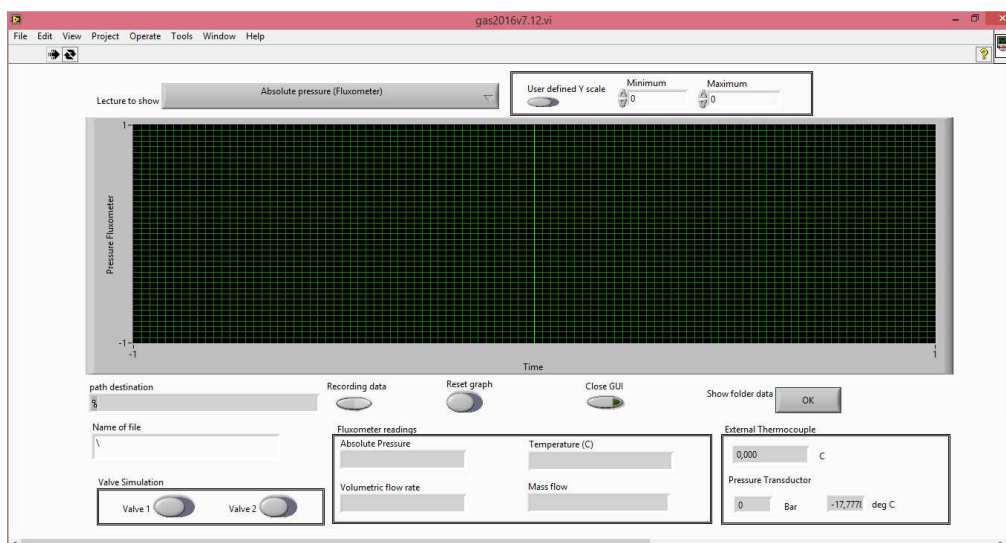 gas2016v7.12.vi
File Edit View Project Operate Tools Window Help
Lecture to show
Absolute pressure (Fluxometer)
User defined Y scale
Minimum
Maximum
0
0
1
Pressure Fluxometer
-1
-1
1
Time
path destination
Recording data
Reset graph
Close GUI
Show folder data
OK
%
Name of file
\
Fluxometer readings
Absolute Pressure
Temperature (C)
Volumetric flow rate
Mass flow
External Thermocouple
0,000
C
Pressure Transductor
0
Bar
deg C
Valve Simulation
Valve 1
Valve 2